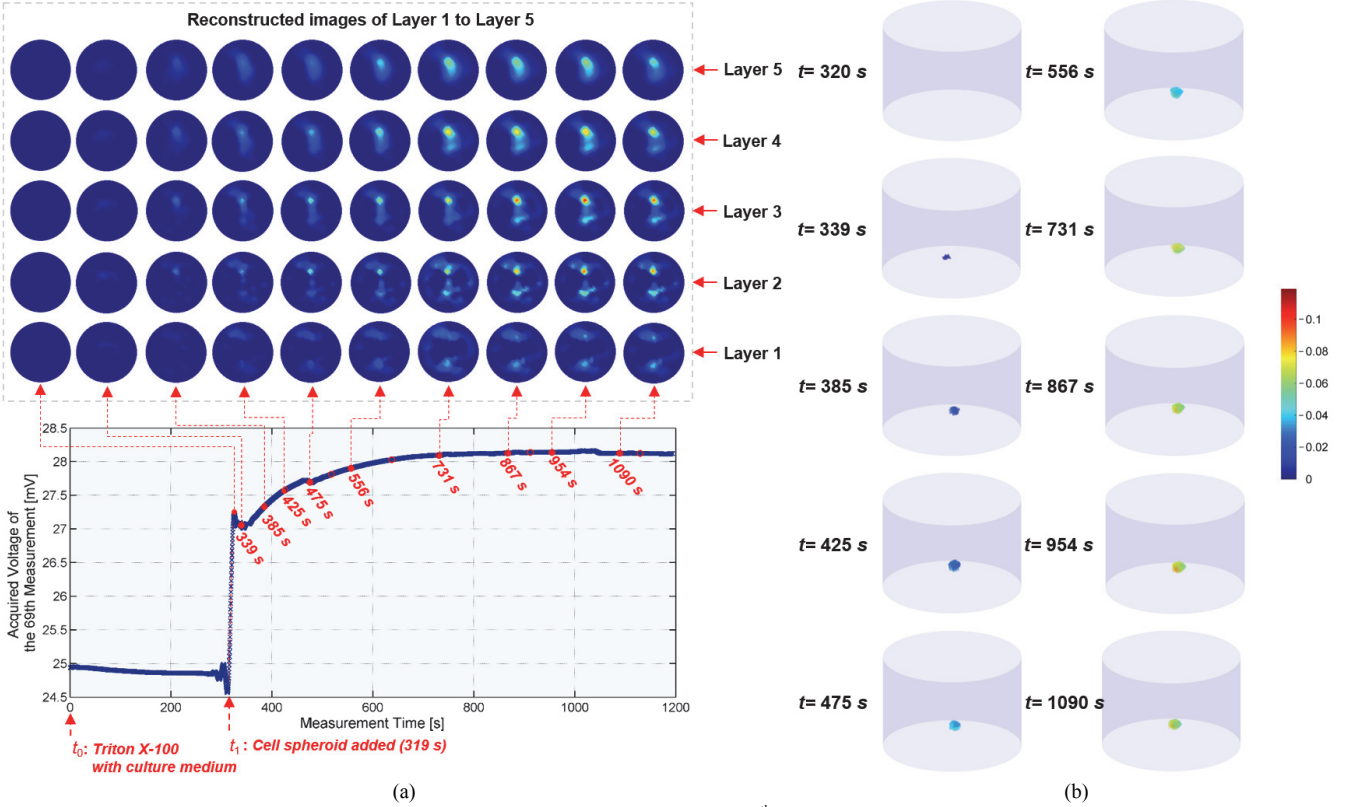 Reconstructed images of Layer 1 to Layer 5
Layer 5
Layer 4
Layer 3
Layer 2
Layer 1
28.5
28
27.5
27
26.5
26
25.5
25
24.5
Acquired Voltage of
the 69th Measurement [mV]
339 s
385 s
425 s
475 s
556 s
731 s
867 s
954 s
1090 s
0
200
400
600
800
1000
1200
Measurement Time [s]
t0: Triton X-100
with culture medium
t1: Cell spheroid added (319 s)
(a)
t= 320 s
t= 556 s
t= 339 s
t= 731 s
t= 385 s
t= 867 s
t= 425 s
t= 954 s
t= 475 s
t= 1090 s
0.1
0.08
0.06
0.04
0.02
0
(b)
th